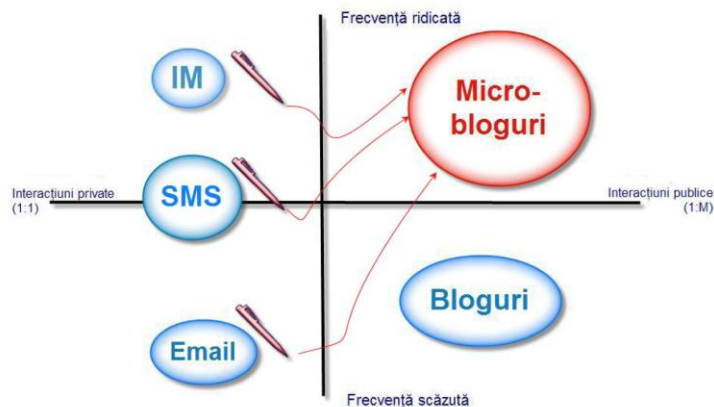 Frecvență ridicată
IM
Micro-
bloguri
Interacțiuni private
(1:1)
SMS
Interacțiuni publice
(1:M)
Bloguri
Email
Frecvență scăzută